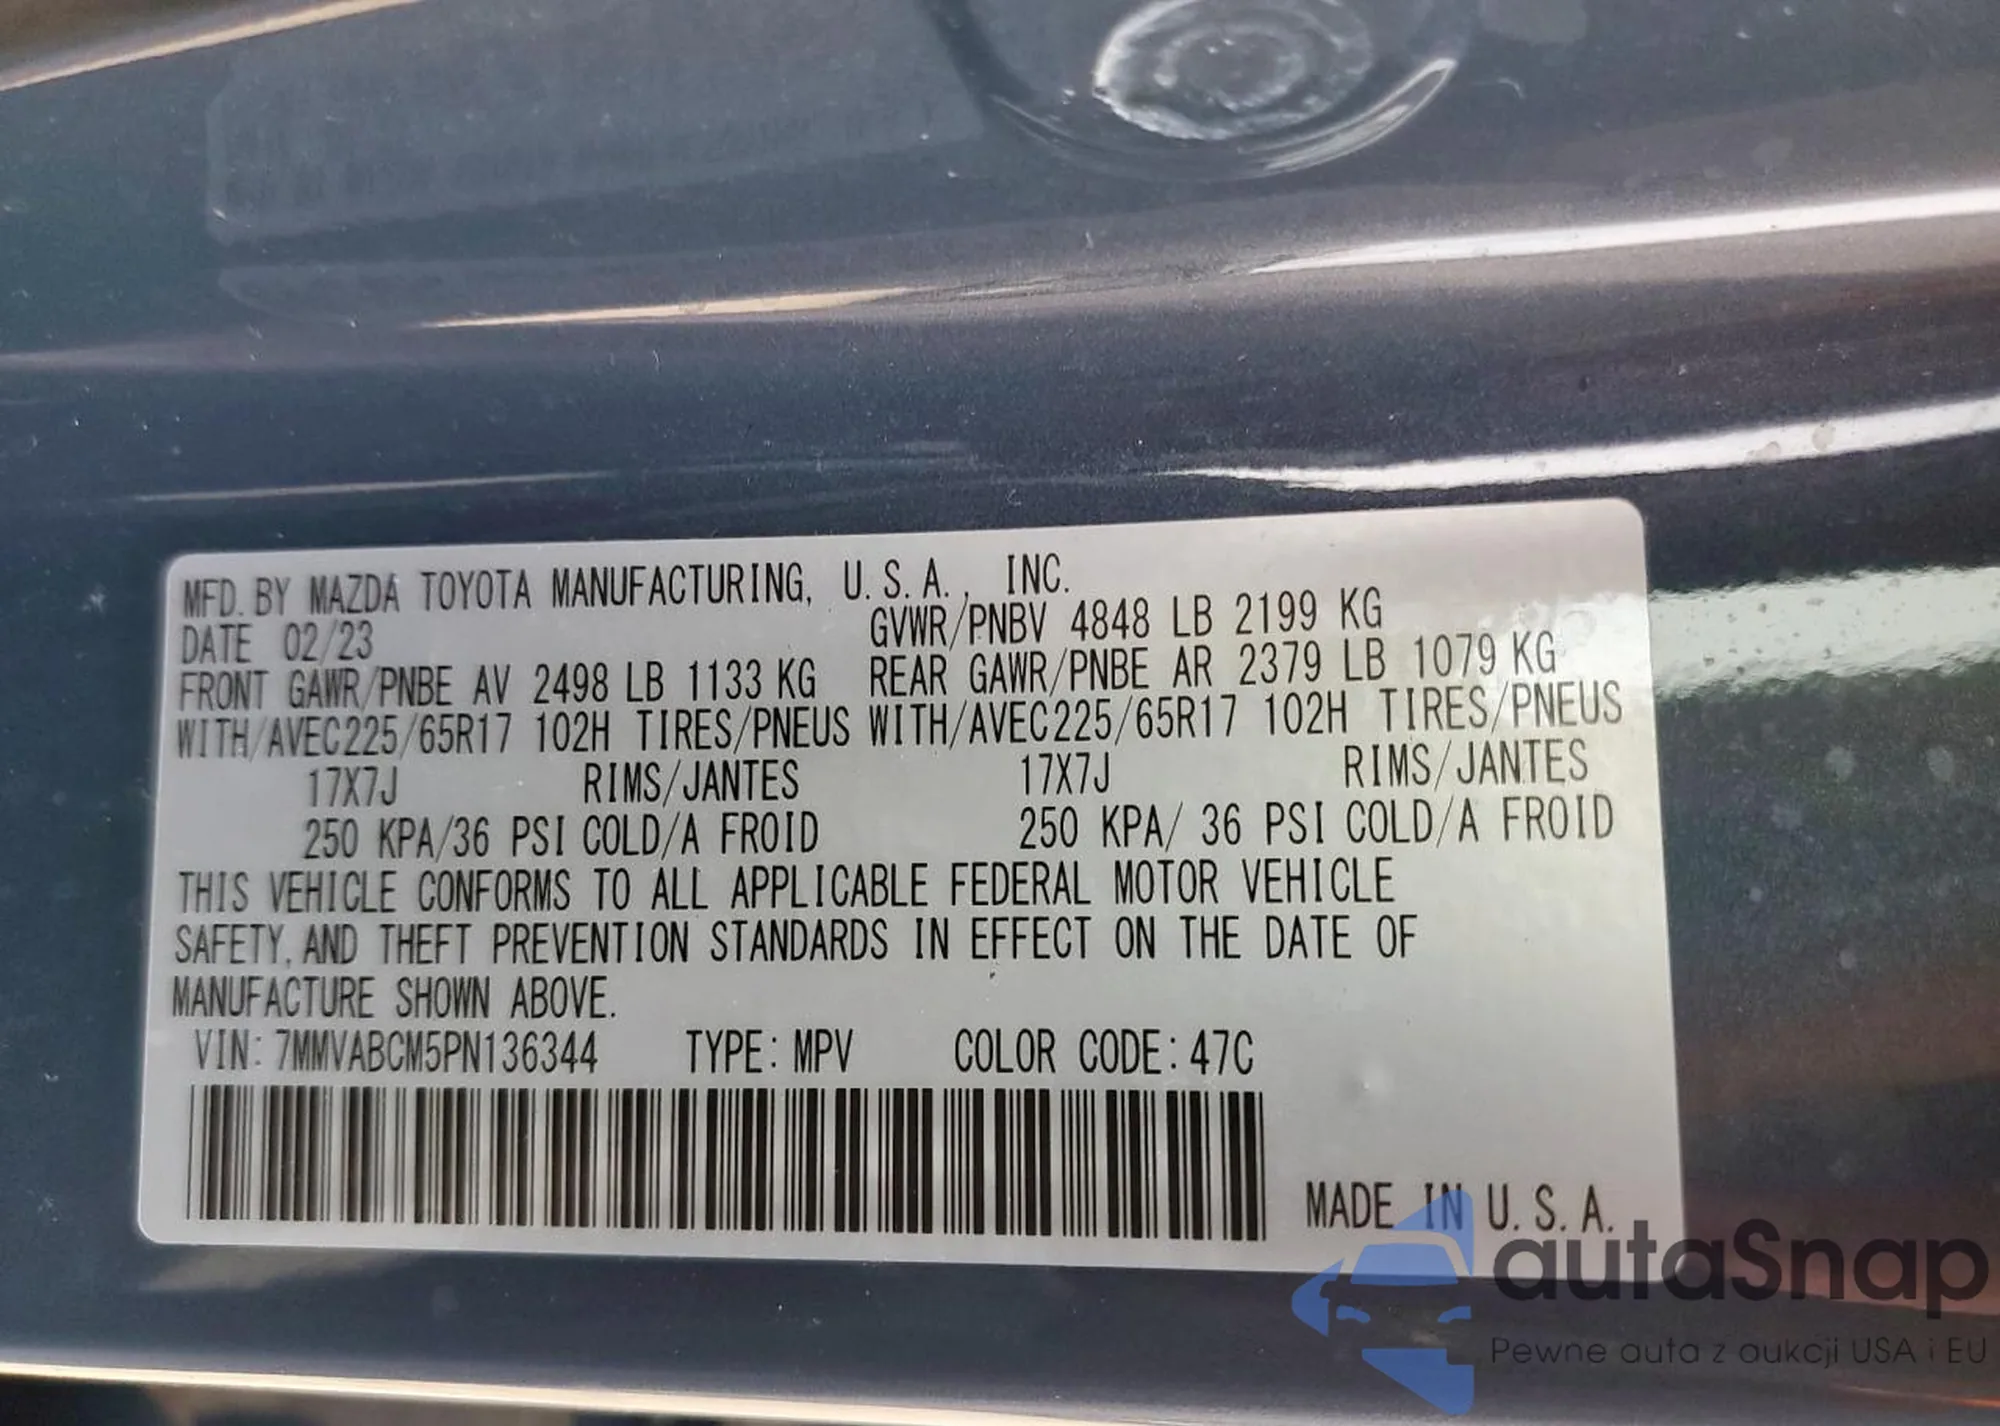 MFD. BY MAZDA TOYOTA MANUFACTURING, U.S.A., INC.
DATE 02/23 GVWR/PNBV 4848 LB 2199 KG
FRONT GAWR/PNBE AV 2498 LB 1133 KG REAR GAWR/PNBE AR 2379 LB 1079 KG
WITH/AVEC225/65R17 102H TIRES/PNEUS WITH/AVEC225/65R17 102H TIRES/PNEUS
17X7J RIMS/JANTES 17X7J RIMS/JANTES
250 KPA/36 PSI COLD/A FROID 250 KPA/ 36 PSI COLD/A FROID
THIS VEHICLE CONFORMS TO ALL APPLICABLE FEDERAL MOTOR VEHICLE
SAFETY, AND THEFT PREVENTION STANDARDS IN EFFECT ON THE DATE OF
MANUFACTURE SHOWN ABOVE.
VIN: 7MMVABCM5PN136344 TYPE: MPV COLOR CODE: 47C
MADE IN U.S.A.
autaSnap
Pewne auta z aukcji USA i EU